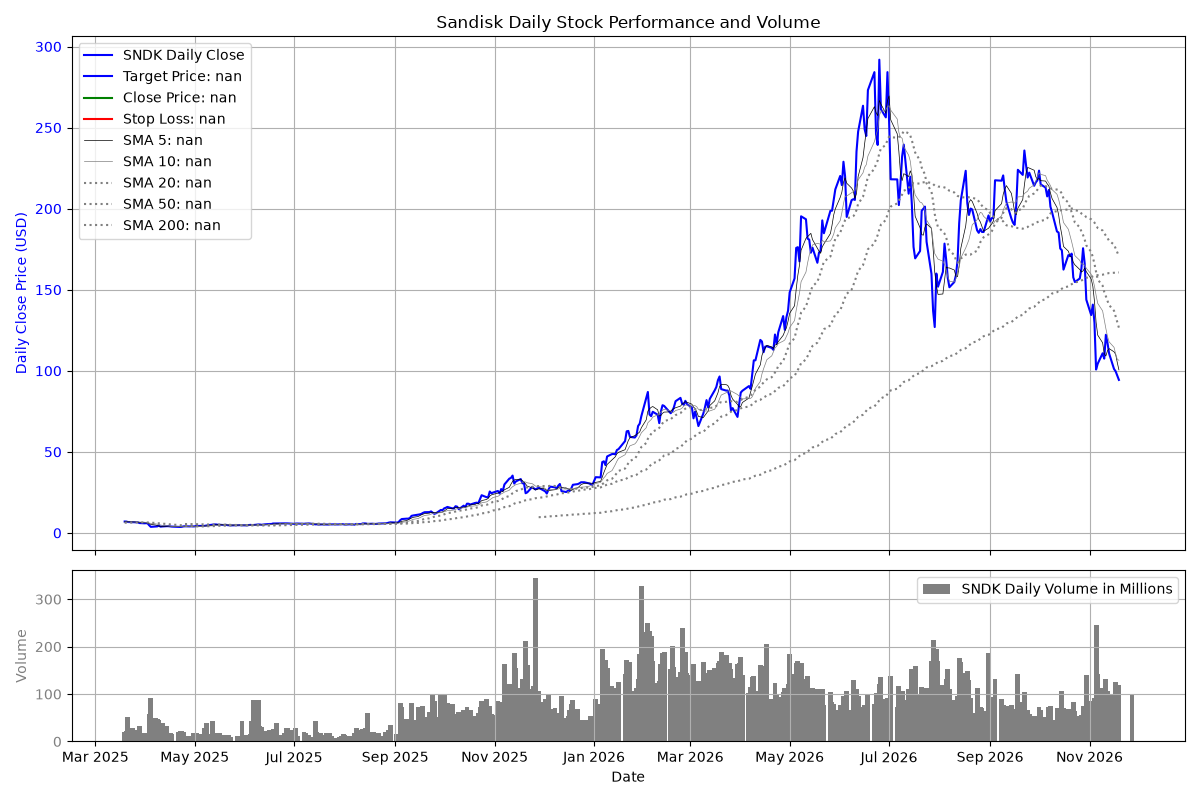 Sandisk Daily Stock Performance and Volume
300
250
200
150
100
50
0
Daily Close Price (USD)
SNDK Daily Close
Target Price: nan
Close Price: nan
Stop Loss: nan
SMA 5: nan
SMA 10: nan
SMA 20: nan
SMA 50: nan
SMA 200: nan
300
200
100
0
Volume
SNDK Daily Volume in Millions
Mar 2025 May 2025 Jul 2025 Sep 2025 Nov 2025 Jan 2026 Mar 2026 May 2026 Jul 2026 Sep 2026 Nov 2026
Date